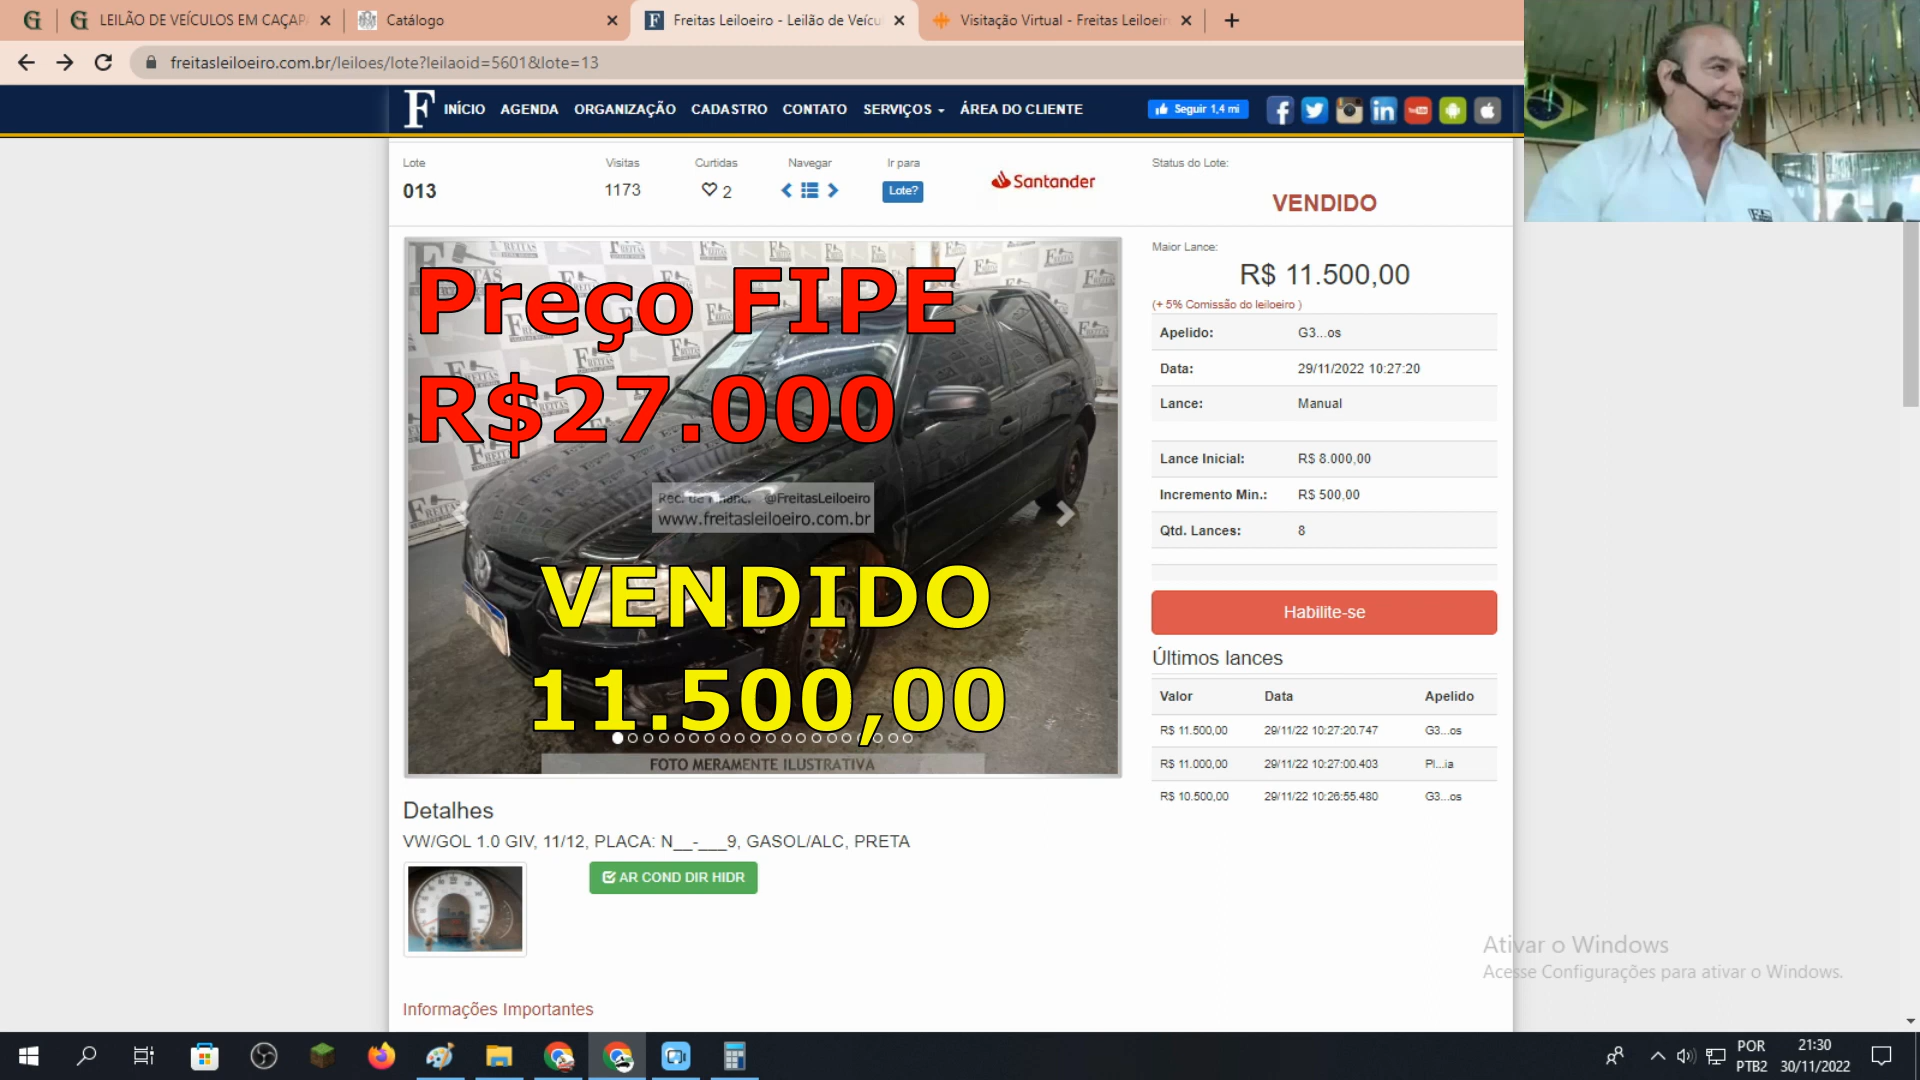 LEILÃO DE VEÍCULOS EM CAÇAP
Catálogo
Freitas Leiloeiro - Leilão de Veícu
Visitação Virtual - Freitas Leiloeir
freitasleiloeiro.com.br/leiloes/lote?leilaoid=5601&lote=13
F INÍCIO AGENDA ORGANIZAÇÃO CADASTRO CONTATO SERVIÇOS ÁREA DO CLIENTE Seguir 1,4 mi
Lote Visitas Curtidas Navegar Ir para
013 1173 2 Lote?
Santander
Status do Lote:
VENDIDO
Preço FIPE
R$27.000
@FreitasLeiloeiro
www.freitasleiloeiro.com.br
VENDIDO
11.500,00
FOTO MERAMENTE ILUSTRATIVA
Maior Lance:
R$ 11.500,00
(+ 5% Comissão do leiloeiro )
Apelido: G3...os
Data: 29/11/2022 10:27:20
Lance: Manual
Lance Inicial: R$ 8.000,00
Incremento Min.: R$ 500,00
Qtd. Lances: 8
Habilite-se
Últimos lances
Valor Data Apelido
R$ 11.500,00 29/11/22 10:27:20.747 G3...os
R$ 11.000,00 29/11/22 10:27:00.403 Pl...ia
R$ 10.500,00 29/11/22 10:26:55.480 G3...os
Detalhes
VW/GOL 1.0 GIV, 11/12, PLACA: N__-___9, GASOL/ALC, PRETA
AR COND DIR HIDR
Informações Importantes
Ativar o Windows
Acesse Configurações para ativar o Windows.
POR
PTB2
21:30
30/11/2022